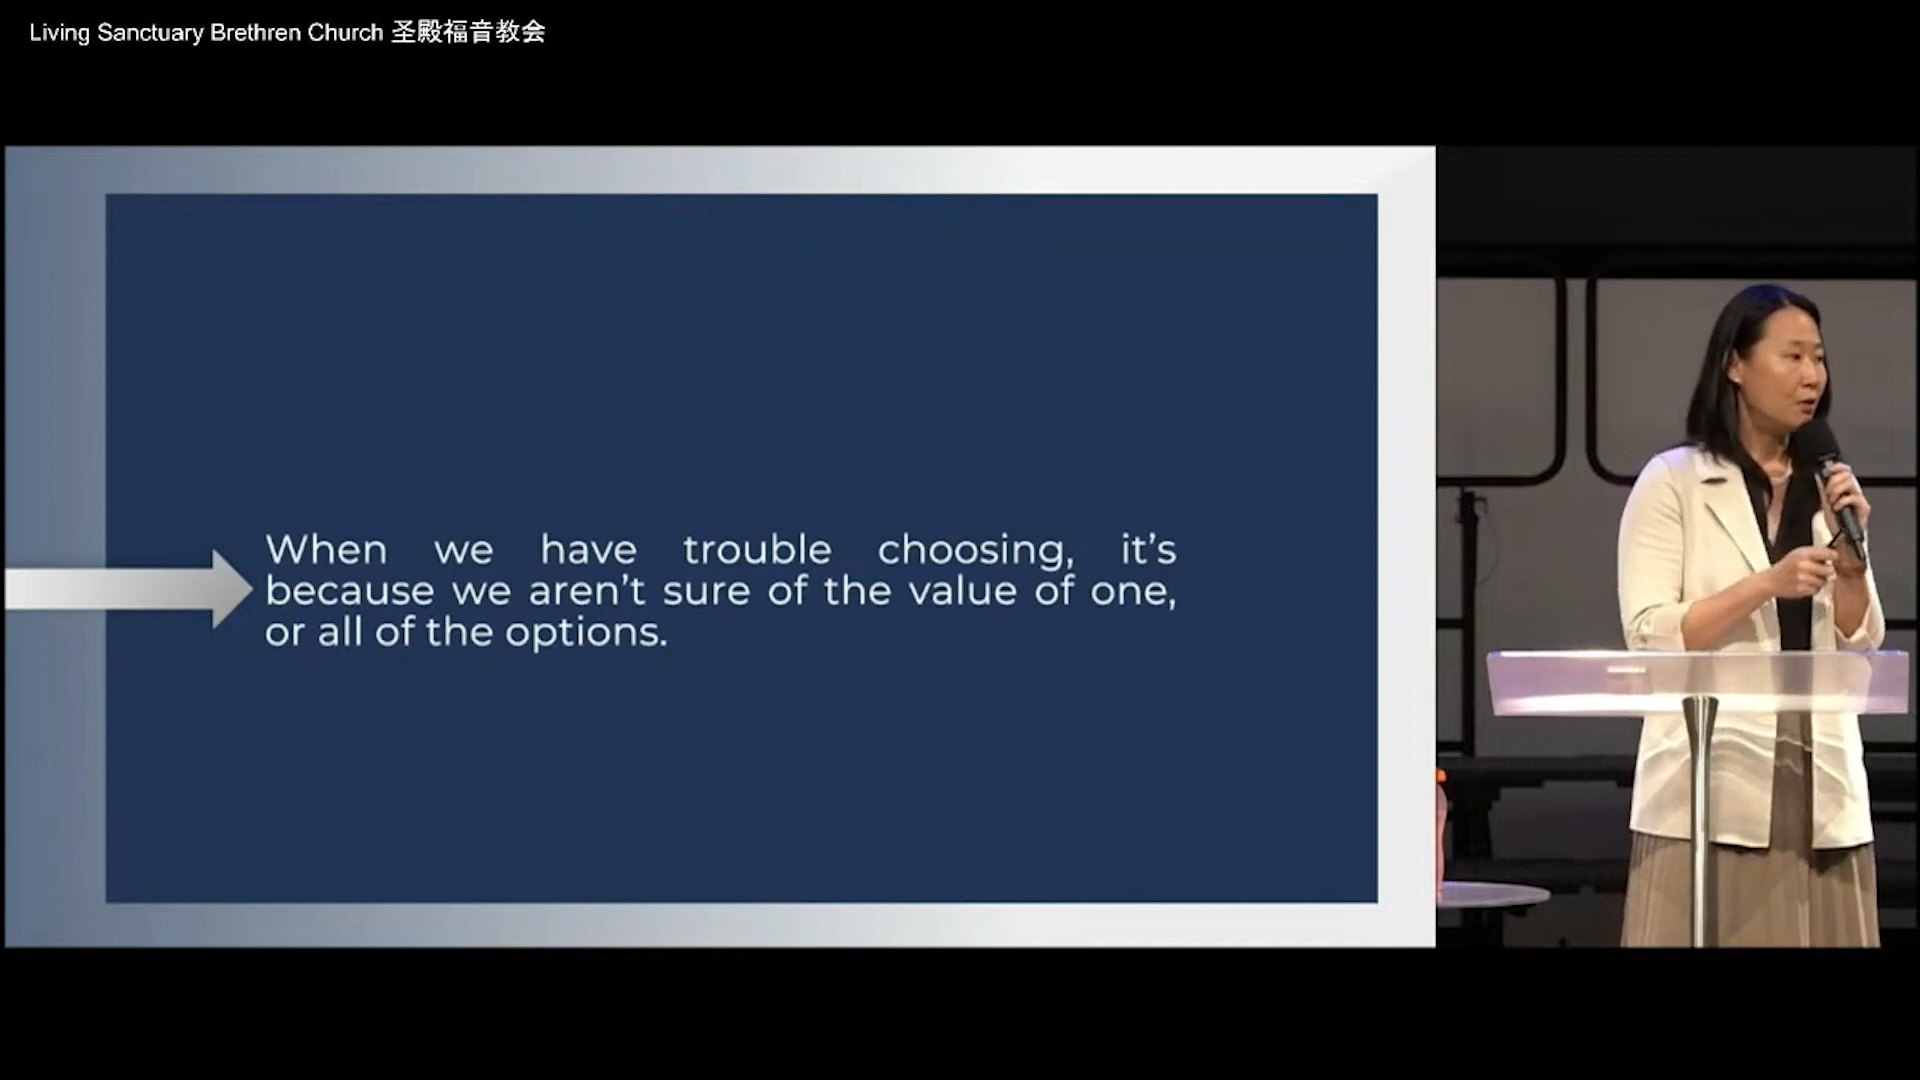 Living Sanctuary Brethren Church 圣殿福音教会
When we have trouble choosing, it’s
because we aren’t sure of the value of one,
or all of the options.